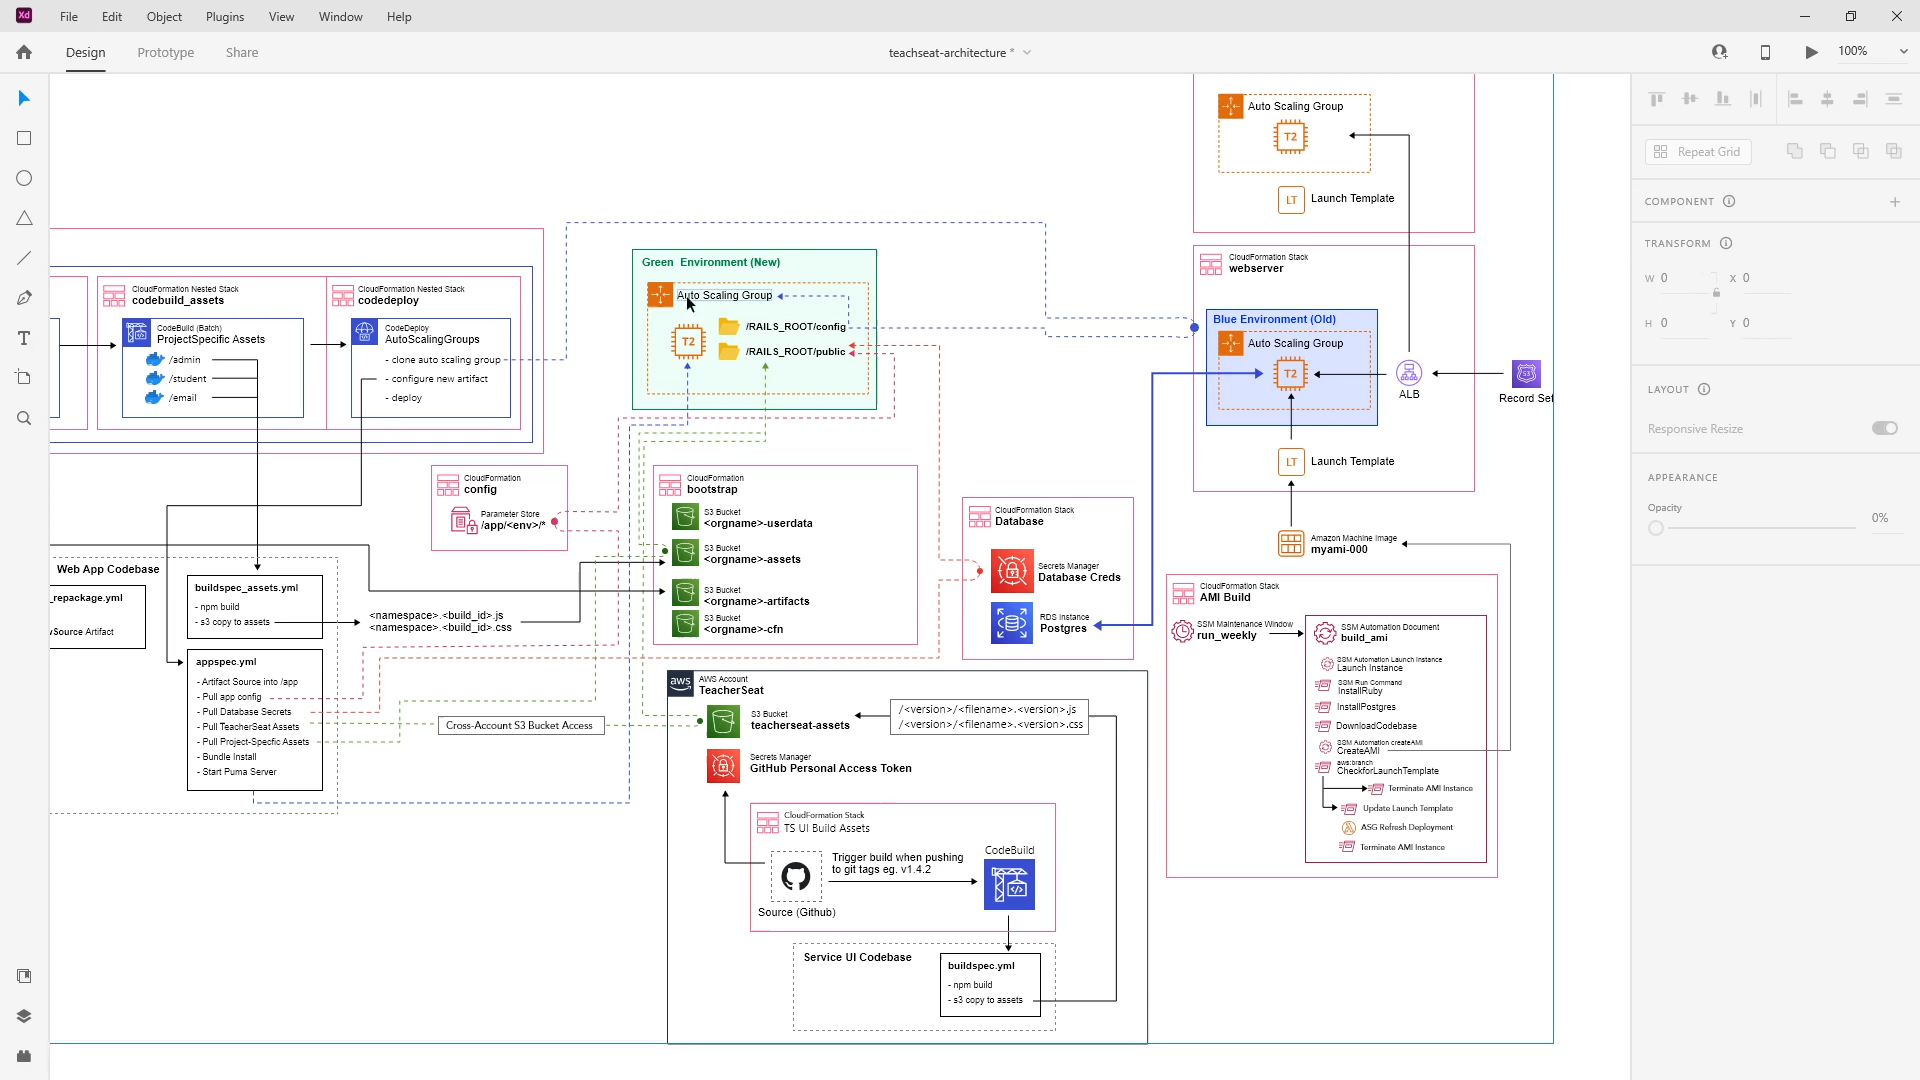 Xd
File
Edit
Object
Plugins
View
Window
Help
Design
Prototype
Share
teachseat-architecture *
100%
Auto Scaling Group
T2
LT
Launch Template
CloudFormation Stack
webserver
Blue Environment (Old)
Auto Scaling Group
T2
ALB
S3
Record Set
LT
Launch Template
Amazon Machine Image
myami-000
Green Environment (New)
Auto Scaling Group
T2
/RAILS_ROOT/config
/RAILS_ROOT/public
CloudFormation Nested Stack
codebuild_assets
CodeBuild (Batch)
ProjectSpecific Assets
/admin
/student
/email
CloudFormation Nested Stack
codedeploy
CodeDeploy
AutoScalingGroups
- clone auto scaling group
- configure new artifact
- deploy
CloudFormation
config
Parameter Store
/app/<env>/*
CloudFormation
bootstrap
S3 Bucket
<orgname>-userdata
S3 Bucket
<orgname>-assets
S3 Bucket
<orgname>-artifacts
S3 Bucket
<orgname>-cfn
CloudFormation Stack
Database
Secrets Manager
Database Creds
RDS Instance
Postgres
Web App Codebase
_repackage.yml
Source Artifact
buildspec_assets.yml
- npm build
- s3 copy to assets
<namespace>.<build_id>.js
<namespace>.<build_id>.css
appspec.yml
- Artifact Source into /app
- Pull app config
- Pull Database Secrets
- Pull TeacherSeat Assets
- Pull Project-Specfic Assets
- Bundle Install
- Start Puma Server
Cross-Account S3 Bucket Access
aws
AWS Account
TeacherSeat
S3 Bucket
teacherseat-assets
/<version>/<filename>.<version>.js
/<version>/<filename>.<version>.css
Secrets Manager
GitHub Personal Access Token
CloudFormation Stack
TS UI Build Assets
Trigger build when pushing
to git tags eg. v1.4.2
CodeBuild
Source (Github)
Service UI Codebase
buildspec.yml
- npm build
- s3 copy to assets
CloudFormation Stack
AMI Build
SSM Maintenance Window
run_weekly
SSM Automation Document
build_ami
SSM Automation Launch Instance
Launch Instance
SSM Run Command
InstallRuby
InstallPostgres
DownloadCodebase
SSM Automation createAMI
CreateAMI
aws:branch
CheckforLaunchTemplate
Terminate AMI Instance
Update Launch Template
ASG Refresh Deployment
Terminate AMI Instance
Repeat Grid
COMPONENT
TRANSFORM
W 0
X 0
H 0
Y 0
LAYOUT
Responsive Resize
APPEARANCE
Opacity
0%